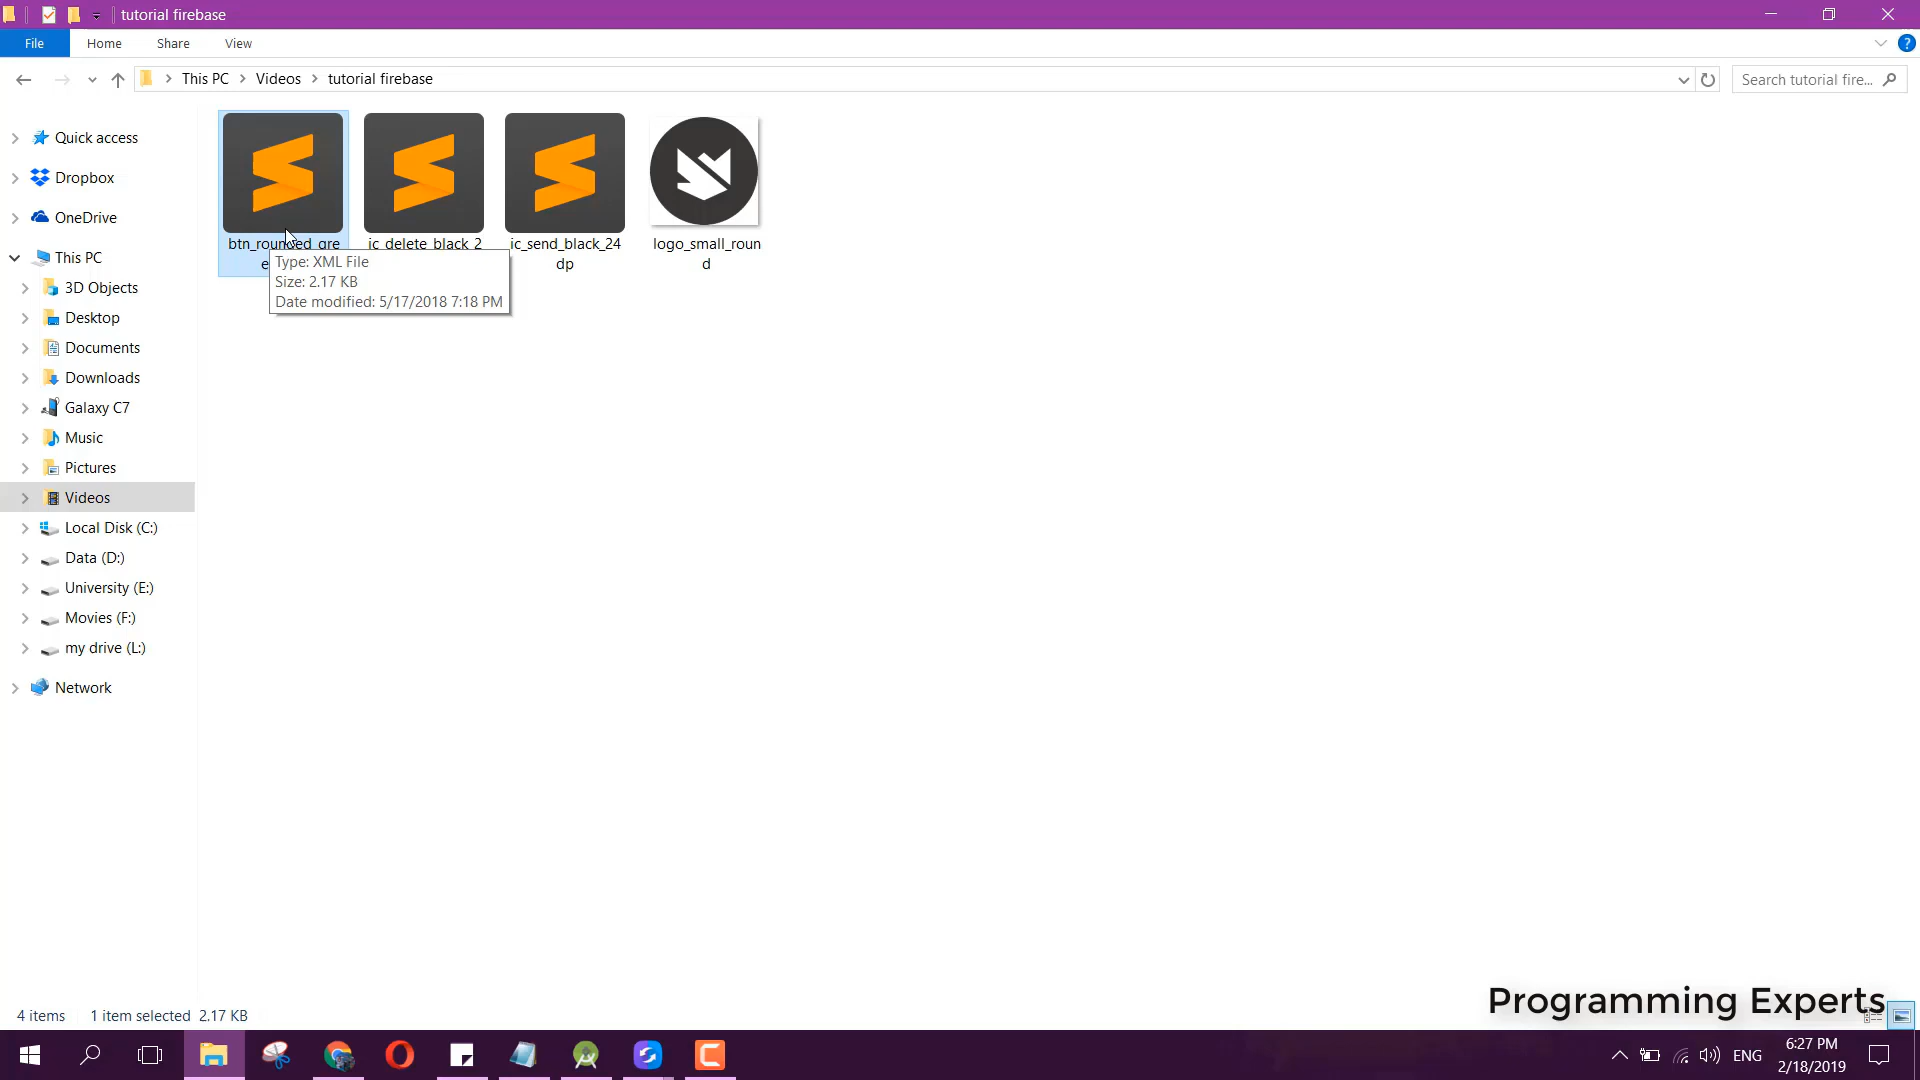 tutorial firebase
File Home Share View
This PC Videos tutorial firebase
Search tutorial fire...
Quick access
Dropbox
OneDrive
This PC
3D Objects
Desktop
Documents
Downloads
Galaxy C7
Music
Pictures
Videos
Local Disk (C:)
Data (D:)
University (E:)
Movies (F:)
my drive (L:)
Network
btn_rounded_gre
e
ic_delete_black_2
ic_send_black_24
dp
logo_small_roun
d
Type: XML File
Size: 2.17 KB
Date modified: 5/17/2018 7:18 PM
4 items 1 item selected 2.17 KB
Programming Experts
ENG
6:27 PM
2/18/2019